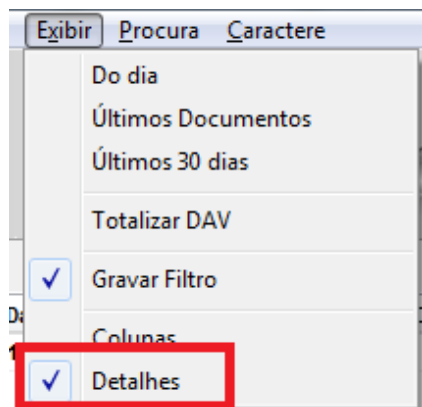 Exibir Procura Caractere
Do dia
Últimos Documentos
Últimos 30 dias
Totalizar DAV
Gravar Filtro
Colunas
Detalhes